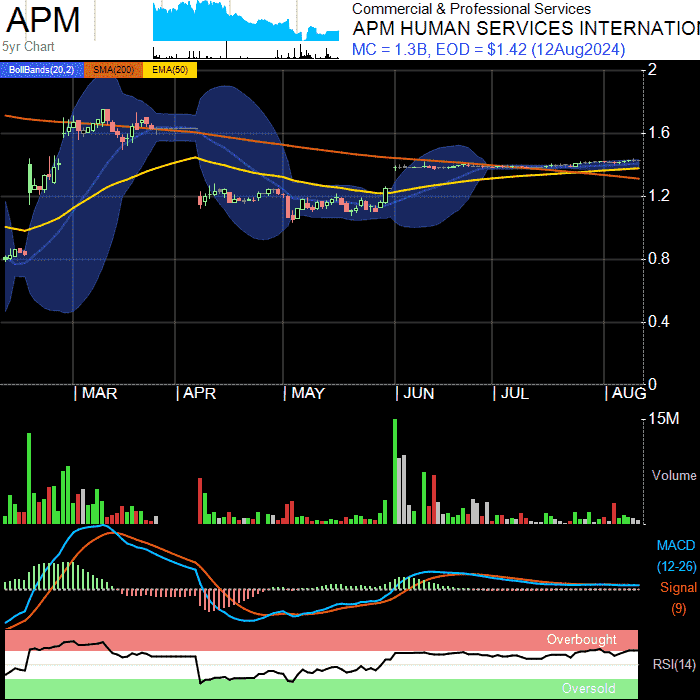 APM
5yr Chart
Commercial & Professional Services
APM HUMAN SERVICES INTERNATIO
MC = 1.3B, EOD = $1.42 (12Aug2024)
BollBands(20,2) SMA(200) EMA(50)
2
1.6
1.2
0.8
0.4
0
| MAR | APR | MAY | JUN | JUL | AUG
15M
Volume
MACD
(12-26)
Signal
(9)
Overbought
RSI(14)
Oversold